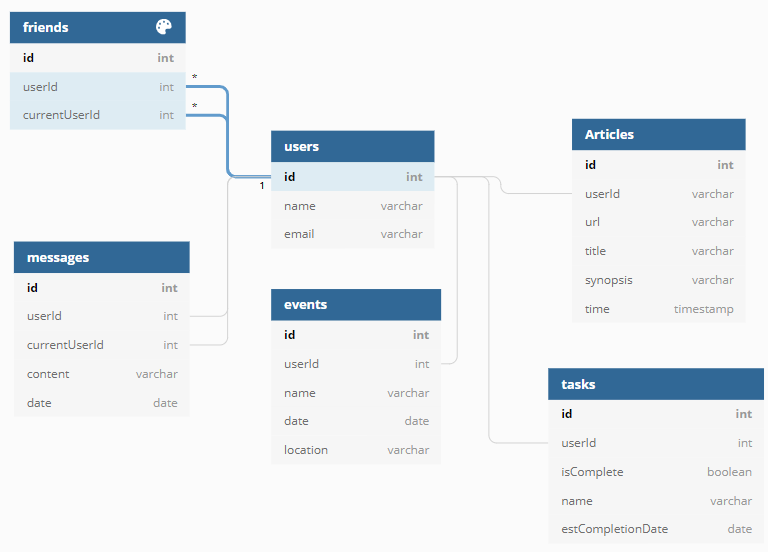 friends
id int
userId int
currentUserId int
*
*
1
users
id int
name varchar
email varchar
Articles
id int
userId varchar
url varchar
title varchar
synopsis varchar
time timestamp
messages
id int
userId int
currentUserId int
content varchar
date date
events
id int
userId int
name varchar
date date
location varchar
tasks
id int
userId int
isComplete boolean
name varchar
estCompletionDate date